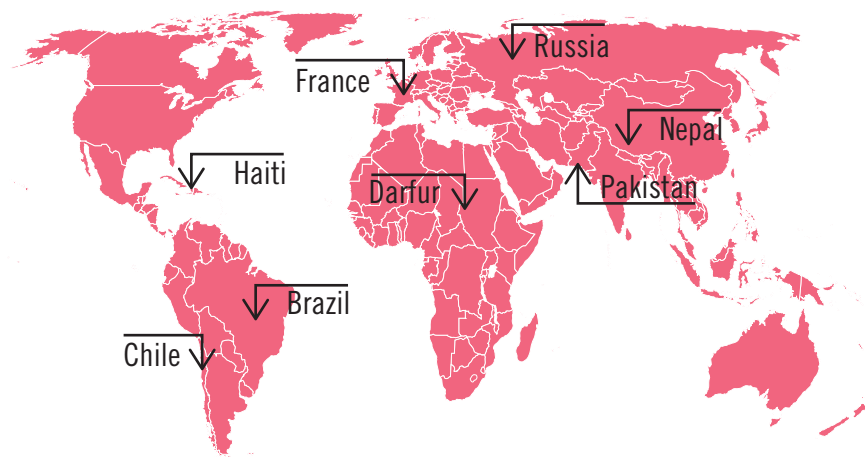 Russia
France
Nepal
Haiti
Darfur
Pakistan
Brazil
Chile